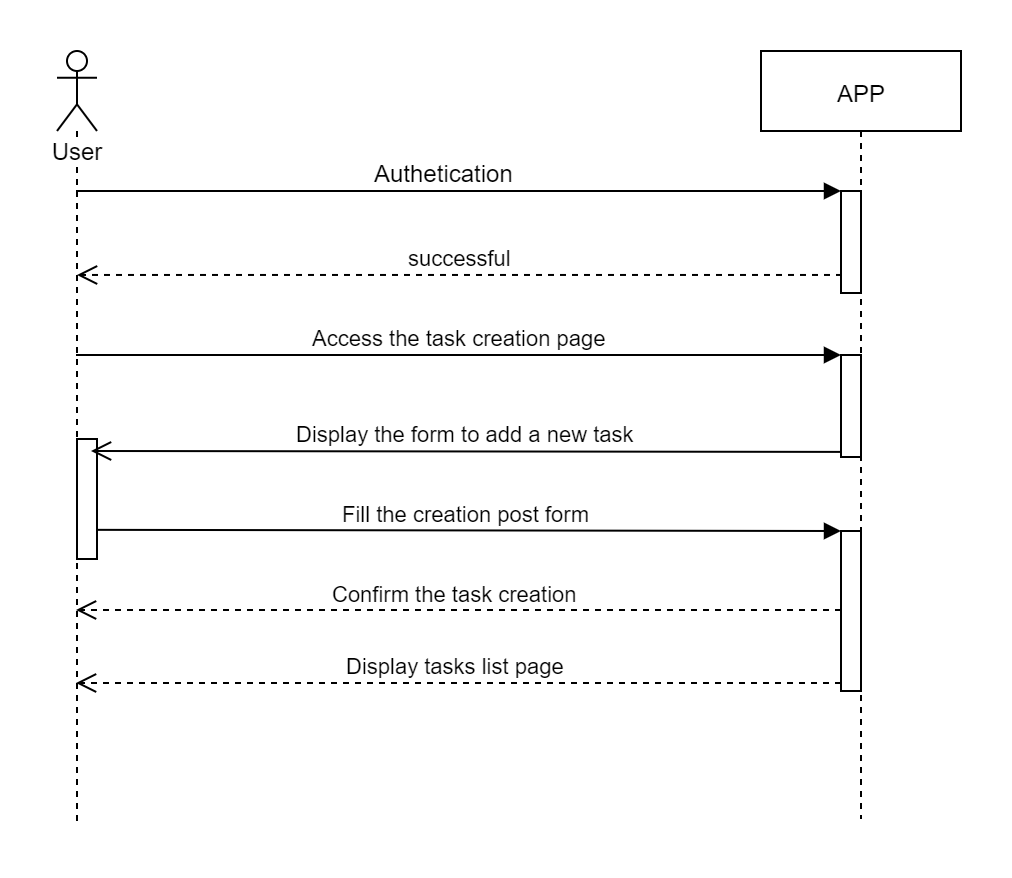 APP
User
Authetication
successful
Access the task creation page
Display the form to add a new task
Fill the creation post form
Confirm the task creation
Display tasks list page